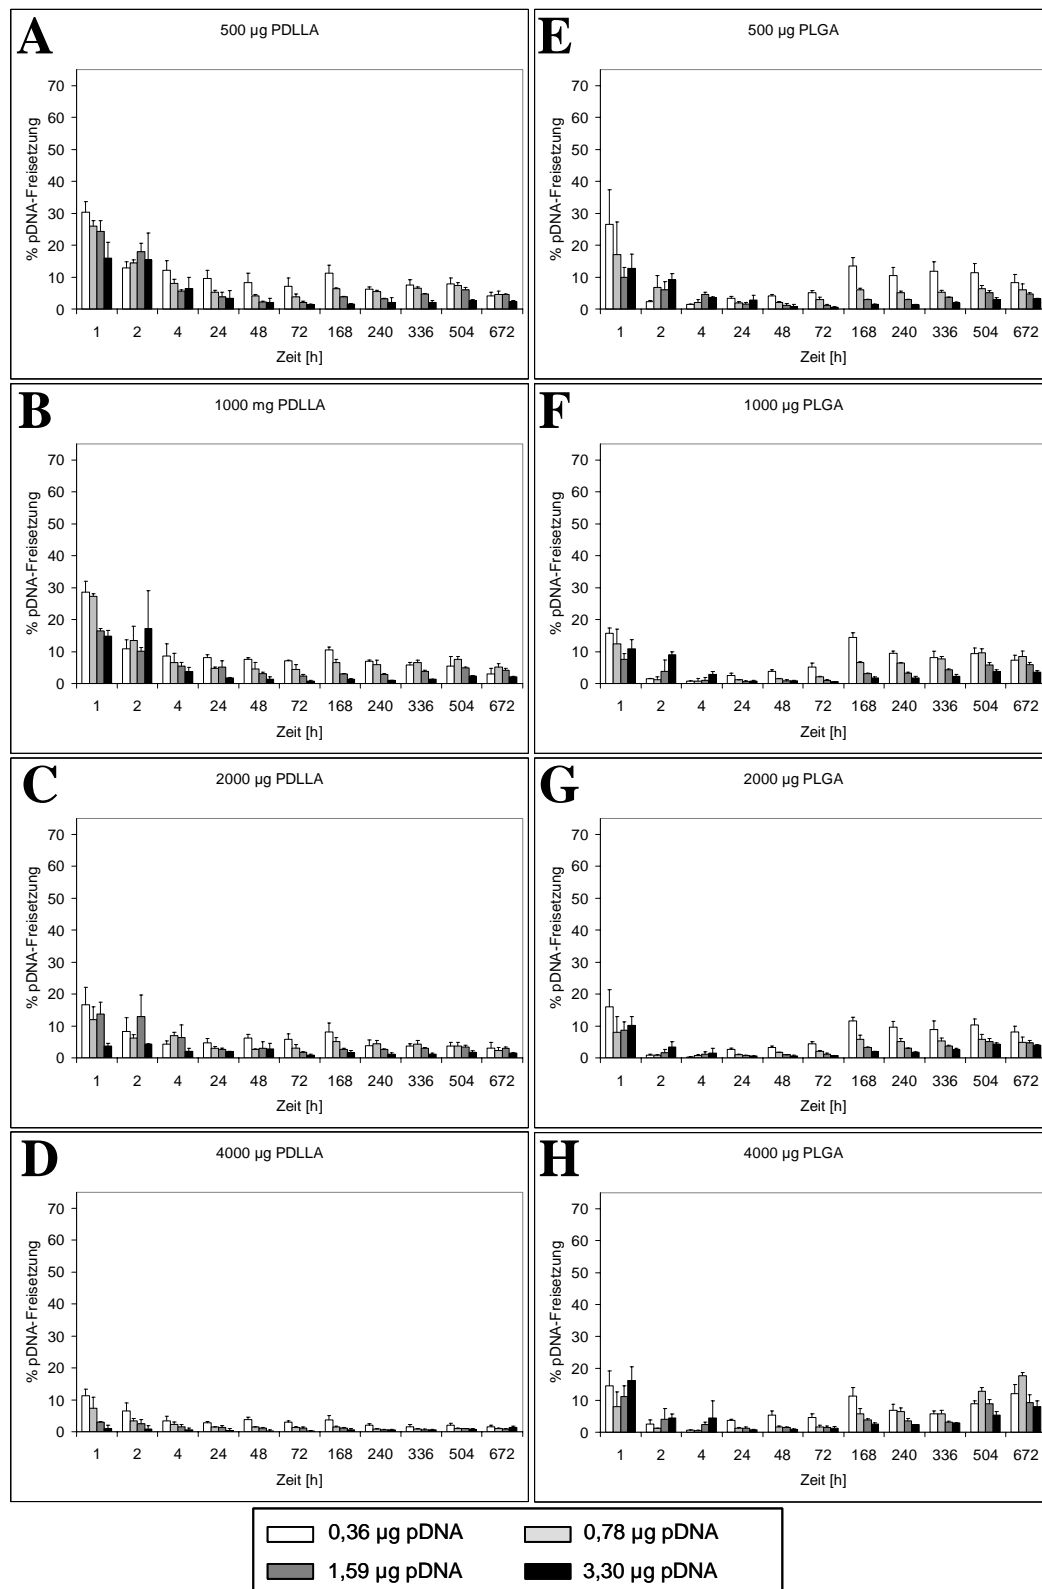 A
500 µg PDLLA
% pDNA-Freisetzung
70
60
50
40
30
20
10
0
1 2 4 24 48 72 168 240 336 504 672
Zeit [h]
E
500 µg PLGA
% pDNA-Freisetzung
70
60
50
40
30
20
10
0
1 2 4 24 48 72 168 240 336 504 672
Zeit [h]
B
1000 mg PDLLA
% pDNA-Freisetzung
70
60
50
40
30
20
10
0
1 2 4 24 48 72 168 240 336 504 672
Zeit [h]
F
1000 µg PLGA
% pDNA-Freisetzung
70
60
50
40
30
20
10
0
1 2 4 24 48 72 168 240 336 504 672
Zeit [h]
C
2000 µg PDLLA
% pDNA-Freisetzung
70
60
50
40
30
20
10
0
1 2 4 24 48 72 168 240 336 504 672
Zeit [h]
G
2000 µg PLGA
% pDNA-Freisetzung
70
60
50
40
30
20
10
0
1 2 4 24 48 72 168 240 336 504 672
Zeit [h]
D
4000 µg PDLLA
% pDNA-Freisetzung
70
60
50
40
30
20
10
0
1 2 4 24 48 72 168 240 336 504 672
Zeit [h]
H
4000 µg PLGA
% pDNA-Freisetzung
70
60
50
40
30
20
10
0
1 2 4 24 48 72 168 240 336 504 672
Zeit [h]
0,36 µg pDNA 0,78 µg pDNA
1,59 µg pDNA 3,30 µg pDNA